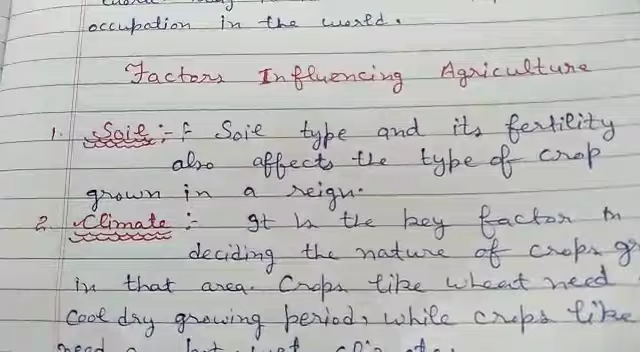 occupation in the world.
Factors Influencing Agriculture
1. Soil :- Soil type and its fertility
also affects the type of crop
grown in a reign.
2. Climate :- It is the key factor in
deciding the nature of crops
in that area. Crops like wheat need
cool dry growing period, while crops like
need a hot